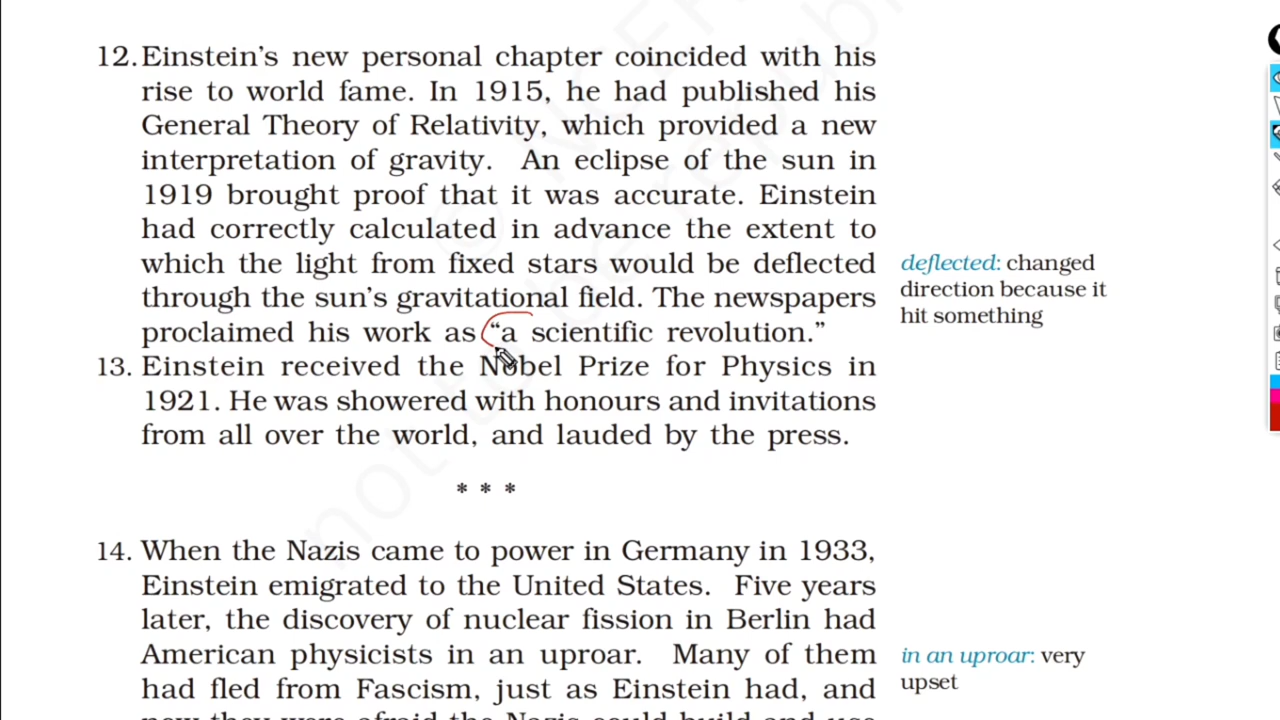 12. Einstein's new personal chapter coincided with his
rise to world fame. In 1915, he had published his
General Theory of Relativity, which provided a new
interpretation of gravity. An eclipse of the sun in
1919 brought proof that it was accurate. Einstein
had correctly calculated in advance the extent to
which the light from fixed stars would be deflected
through the sun's gravitational field. The newspapers
proclaimed his work as “a scientific revolution.”
deflected: changed
direction because it
hit something
13. Einstein received the Nobel Prize for Physics in
1921. He was showered with honours and invitations
from all over the world, and lauded by the press.
* * *
14. When the Nazis came to power in Germany in 1933,
Einstein emigrated to the United States. Five years
later, the discovery of nuclear fission in Berlin had
American physicists in an uproar. Many of them
had fled from Fascism, just as Einstein had, and
in an uproar: very
upset